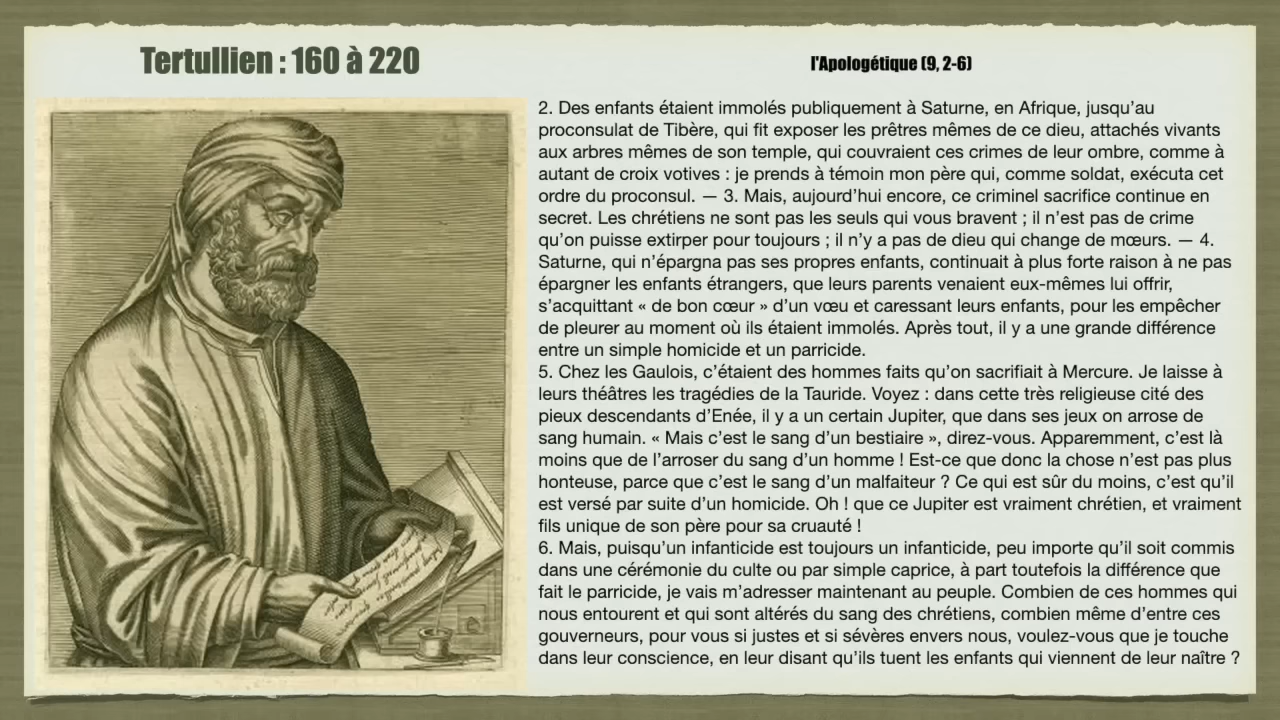 Tertullien : 160 à 220
l'Apologétique (9, 2-6)
2. Des enfants étaient immolés publiquement à Saturne, en Afrique, jusqu'au
proconsulat de Tibère, qui fit exposer les prêtres mêmes de ce dieu, attachés vivants
aux arbres mêmes de son temple, qui couvraient ces crimes de leur ombre, comme à
autant de croix votives : je prends à témoin mon père qui, comme soldat, exécuta cet
ordre du proconsul. — 3. Mais, aujourd'hui encore, ce criminel sacrifice continue en
secret. Les chrétiens ne sont pas les seuls qui vous bravent ; il n'est pas de crime
qu'on puisse extirper pour toujours ; il n'y a pas de dieu qui change de mœurs. — 4.
Saturne, qui n'épargna pas ses propres enfants, continuait à plus forte raison à ne pas
épargner les enfants étrangers, que leurs parents venaient eux-mêmes lui offrir,
s'acquittant « de bon cœur » d'un vœu et caressant leurs enfants, pour les empêcher
de pleurer au moment où ils étaient immolés. Après tout, il y a une grande différence
entre un simple homicide et un parricide.
5. Chez les Gaulois, c'étaient des hommes faits qu'on sacrifiait à Mercure. Je laisse à
leurs théâtres les tragédies de la Tauride. Voyez : dans cette très religieuse cité des
pieux descendants d'Enée, il y a un certain Jupiter, que dans ses jeux on arrose de
sang humain. « Mais c'est le sang d'un bestiaire », direz-vous. Apparemment, c'est là
moins que de l'arroser du sang d'un homme ! Est-ce que donc la chose n'est pas plus
honteuse, parce que c'est le sang d'un malfaiteur ? Ce qui est sûr du moins, c'est qu'il
est versé par suite d'un homicide. Oh ! que ce Jupiter est vraiment chrétien, et vraiment
fils unique de son père pour sa cruauté !
6. Mais, puisqu'un infanticide est toujours un infanticide, peu importe qu'il soit commis
dans une cérémonie du culte ou par simple caprice, à part toutefois la différence que
fait le parricide, je vais m'adresser maintenant au peuple. Combien de ces hommes qui
nous entourent et qui sont altérés du sang des chrétiens, combien même d'entre ces
gouverneurs, pour vous si justes et si sévères envers nous, voulez-vous que je touche
dans leur conscience, en leur disant qu'ils tuent les enfants qui viennent de leur naître ?